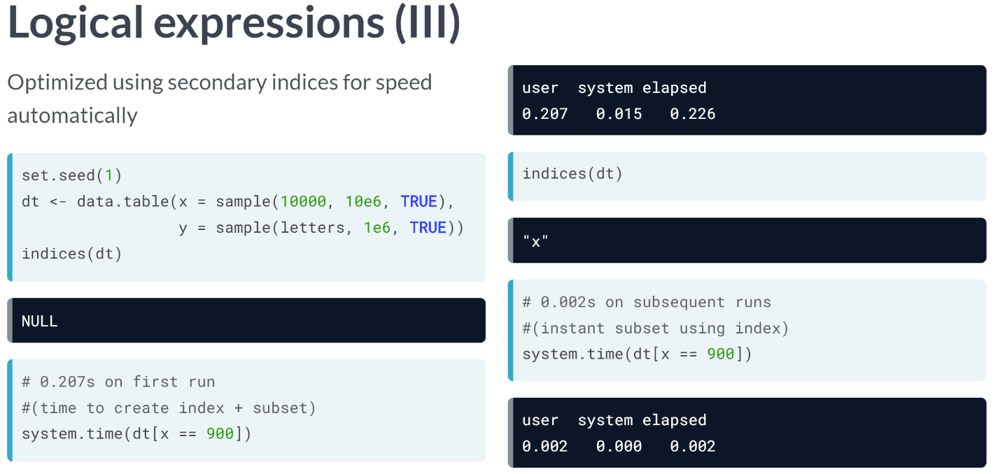 Logical expressions (III)
Optimized using secondary indices for speed
automatically
set.seed(1)
dt <- data.table(x = sample(10000, 10e6, TRUE),
                 y = sample(letters, 1e6, TRUE))
indices(dt)
NULL
# 0.207s on first run
#(time to create index + subset)
system.time(dt[x == 900])
user  system elapsed
0.207   0.015   0.226
indices(dt)
"x"
# 0.002s on subsequent runs
#(instant subset using index)
system.time(dt[x == 900])
user  system elapsed
0.002   0.000   0.002